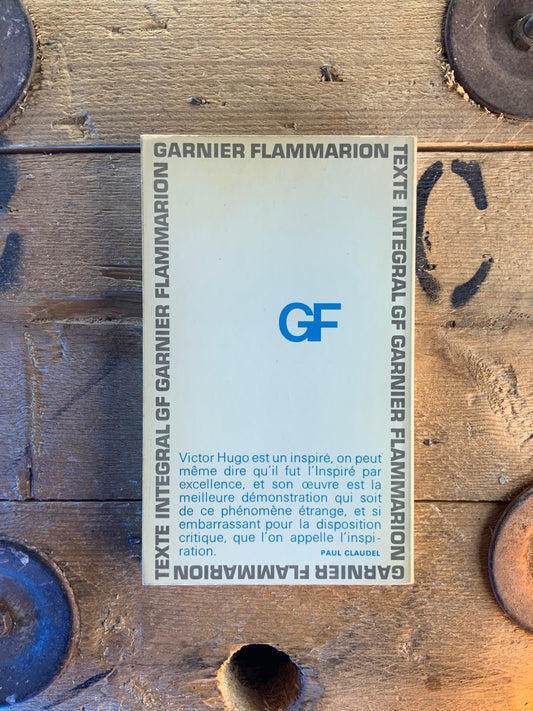 GARNIER FLAMMARION
TEXTE INTEGRAL GF GARNIER FLAMMARION
TEXTE INTEGRAL GF GARNIER FLAMMARION
GF
Victor Hugo est un inspiré, on peut
même dire qu'il fut l'Inspiré par
excellence, et son œuvre est la
meilleure démonstration qui soit
de ce phénomène étrange, et si
embarrassant pour la disposition
critique, que l'on appelle l'inspi-
ration.
PAUL CLAUDEL
GARNIER FLAMMARION